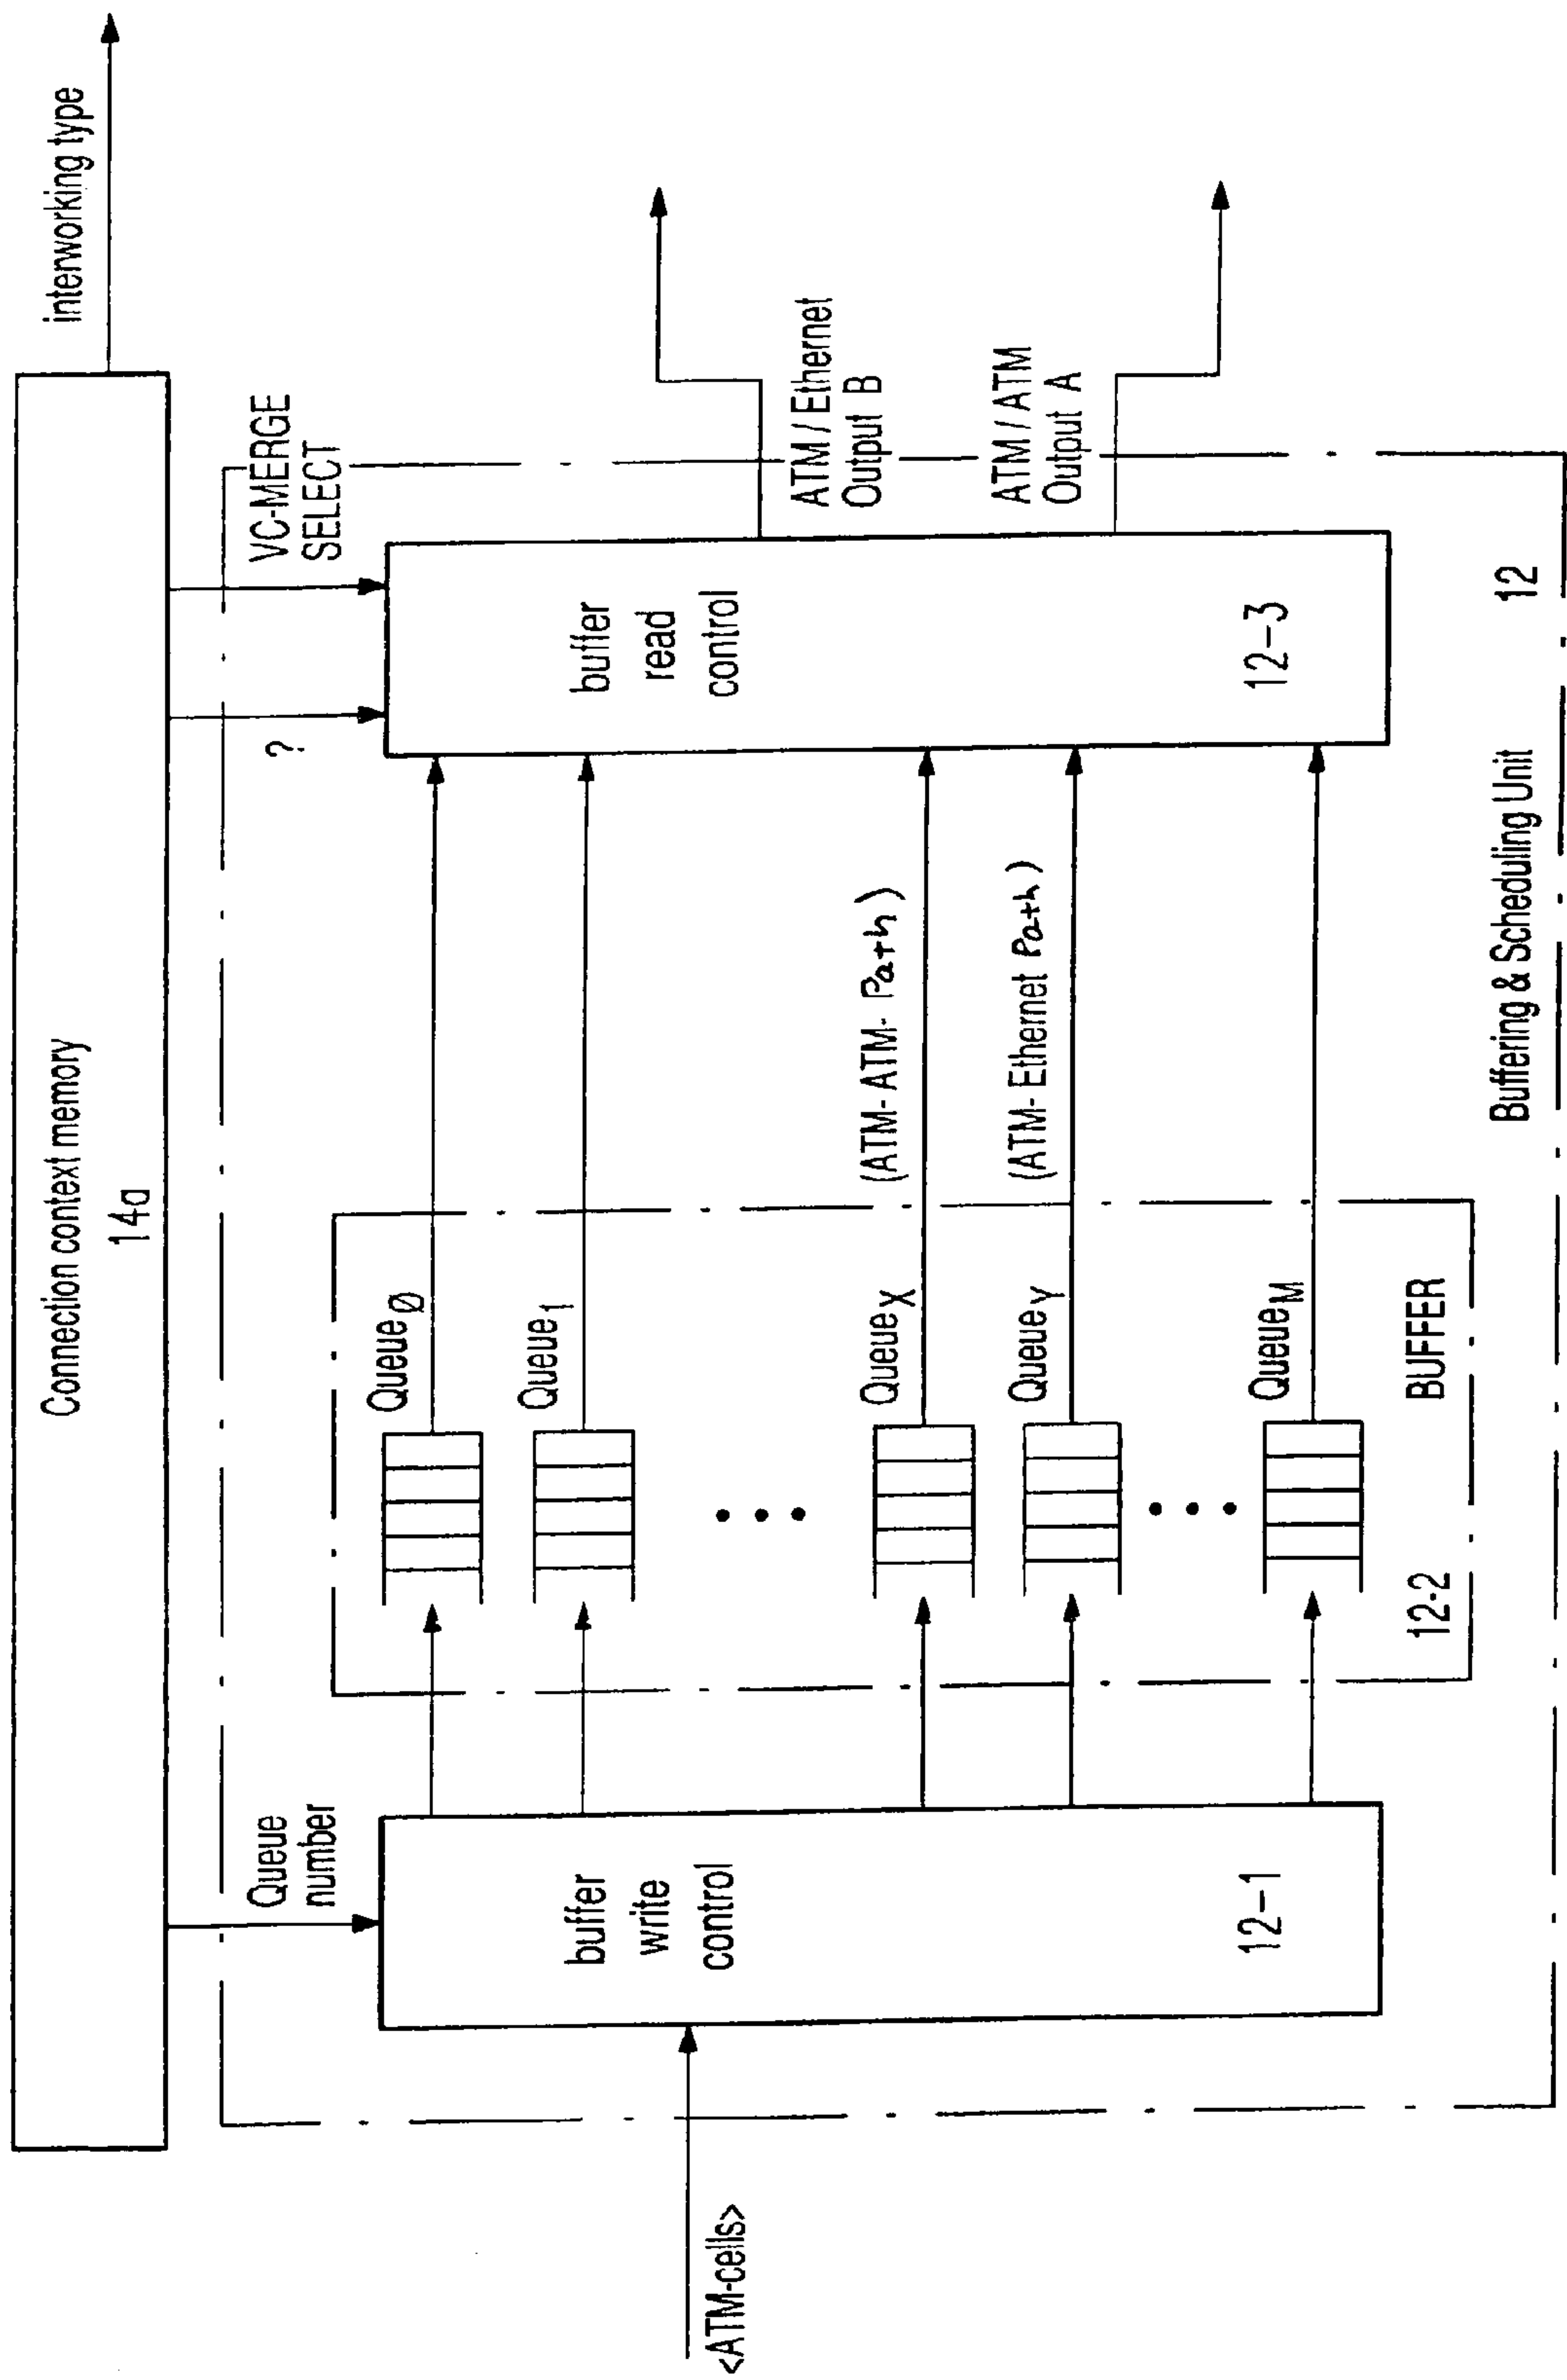 Connection context memory
14a
interworking type
Queue
number
?
VC-MERGE
SELECT
<ATM-cells>
buffer
write
control
12-1
Queue0̸
Queue1
QueueX
QueueY
QueueM
BUFFER
12-2
(ATM-ATM- Path)
(ATM-Ethernet Path)
buffer
read
control
12-3
ATM / Ethernet
Output B
ATM / ATM
Output A
Buffering & Scheduling Unit
12